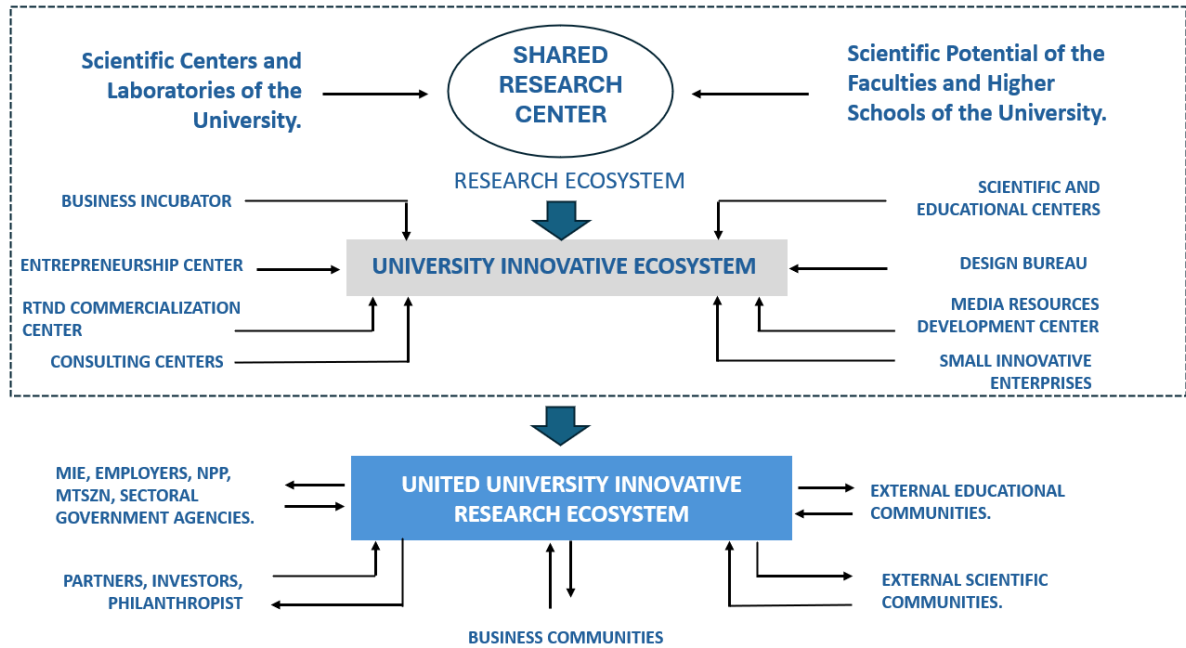 Scientific Centers and
Laboratories of the
University.
SHARED
RESEARCH
CENTER
Scientific Potential of the
Faculties and Higher
Schools of the University.
RESEARCH ECOSYSTEM
BUSINESS INCUBATOR
SCIENTIFIC AND
EDUCATIONAL CENTERS
ENTREPRENEURSHIP CENTER
UNIVERSITY INNOVATIVE ECOSYSTEM
DESIGN BUREAU
RTND COMMERCIALIZATION
CENTER
MEDIA RESOURCES
DEVELOPMENT CENTER
CONSULTING CENTERS
SMALL INNOVATIVE
ENTERPRISES
MIE, EMPLOYERS, NPP,
MTSZN, SECTORAL
GOVERNMENT AGENCIES.
UNITED UNIVERSITY INNOVATIVE
RESEARCH ECOSYSTEM
EXTERNAL EDUCATIONAL
COMMUNITIES.
PARTNERS, INVESTORS,
PHILANTHROPIST
EXTERNAL SCIENTIFIC
COMMUNITIES.
BUSINESS COMMUNITIES